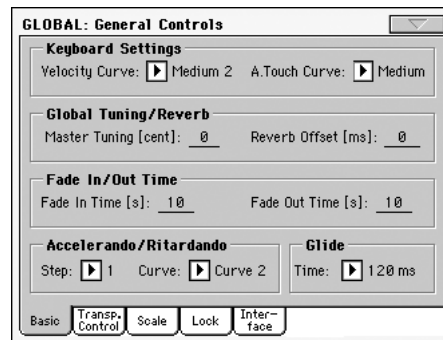 GLOBAL: General Controls
Keyboard Settings
Velocity Curve: Medium 2 A.Touch Curve: Medium
Global Tuning/Reverb
Master Tuning [cent]: 0 Reverb Offset [ms]: 0
Fade In/Out Time
Fade In Time [s]: 10 Fade Out Time [s]: 10
Accelerando/Ritardando Glide
Step: 1 Curve: Curve 2 Time: 120 ms
Basic Transp. Control Scale Lock Inter-face